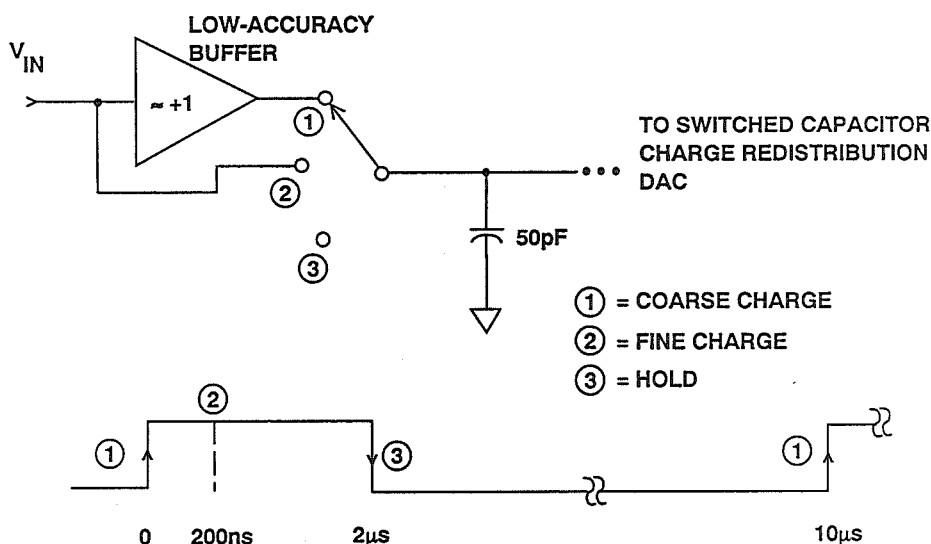 LOW-ACCURACY
BUFFER
VIN
≈ +1
①
②
③
TO SWITCHED CAPACITOR
CHARGE REDISTRIBUTION
DAC
50pF
① = COARSE CHARGE
② = FINE CHARGE
③ = HOLD
①
②
③
①
0
200ns
2μs
10μs